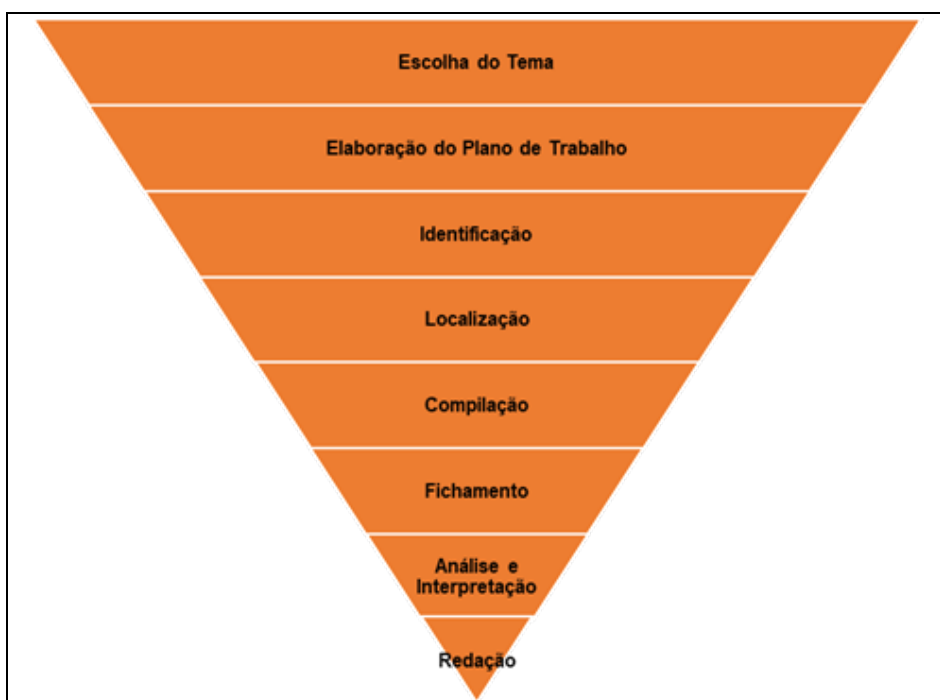 Escolha do Tema
Elaboração do Plano de Trabalho
Identificação
Localização
Compilação
Fichamento
Análise e
Interpretação
Redação